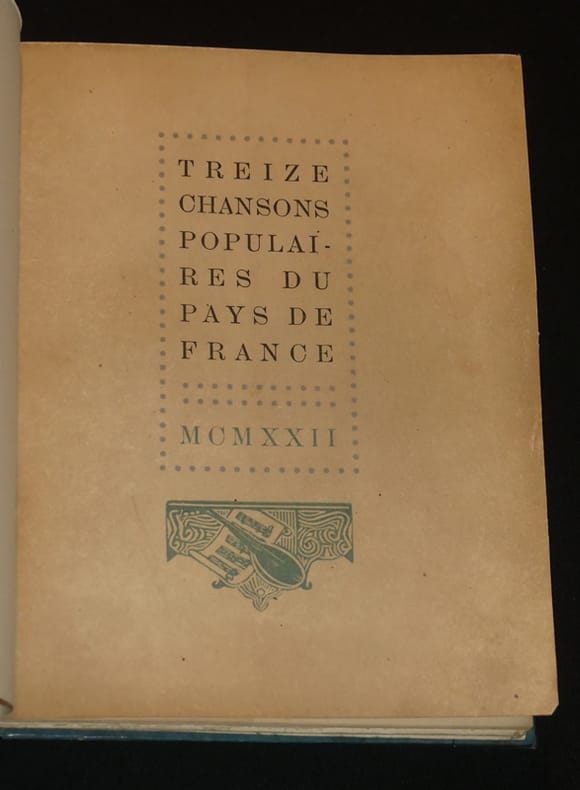 TREIZE
CHANSONS
POPULAI-
RES DU
PAYS DE
FRANCE
MCMXXII